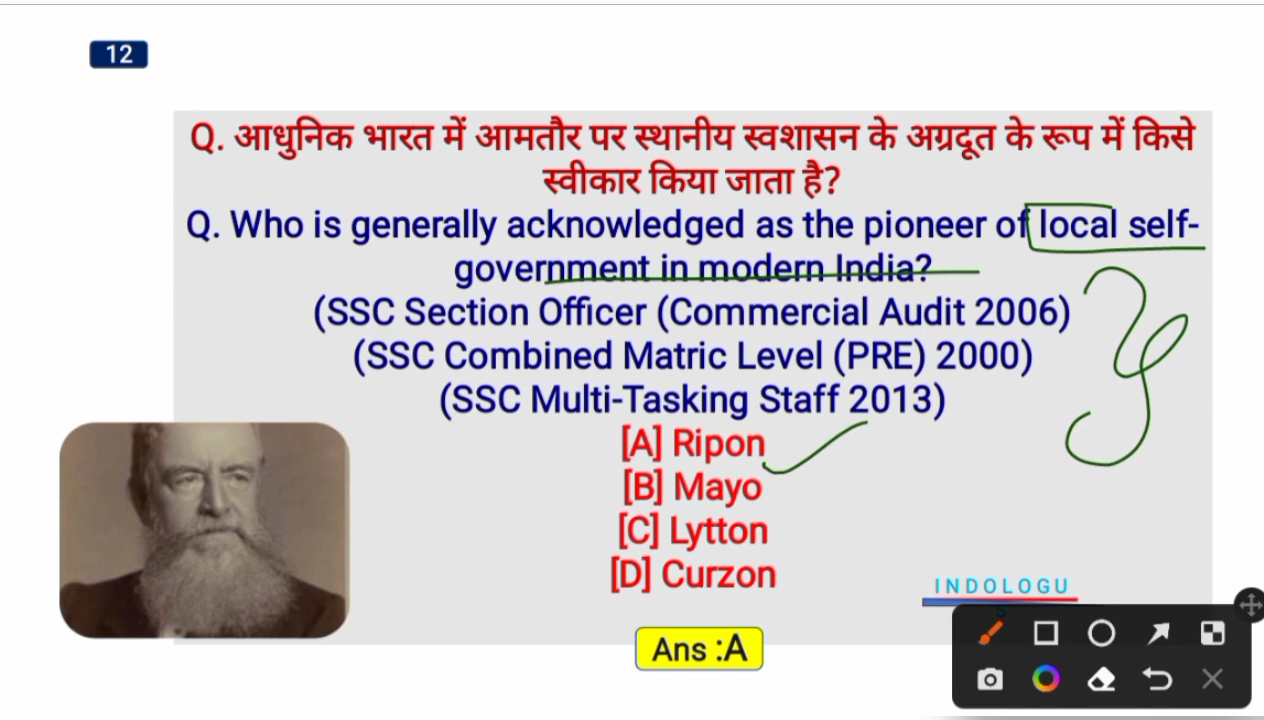 12
Q. आधुनिक भारत में आमतौर पर स्थानीय स्वशासन के अग्रदूत के रूप में किसे
स्वीकार किया जाता है?
Q. Who is generally acknowledged as the pioneer of local self-
government in modern India?
(SSC Section Officer (Commercial Audit 2006)
(SSC Combined Matric Level (PRE) 2000)
(SSC Multi-Tasking Staff 2013)
[A] Ripon
[B] Mayo
[C] Lytton
[D] Curzon
INDOLOGU
Ans :A